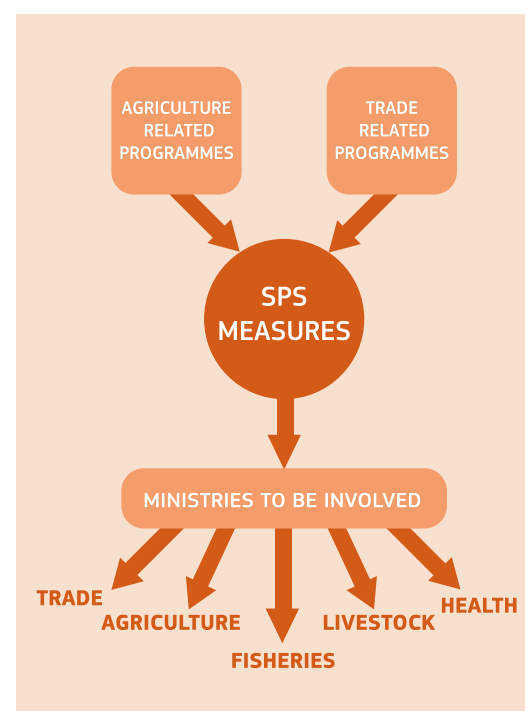 AGRICULTURE
RELATED
PROGRAMMES
TRADE
RELATED
PROGRAMMES
SPS
MEASURES
MINISTRIES TO BE INVOLVED
TRADE
AGRICULTURE
FISHERIES
LIVESTOCK
HEALTH